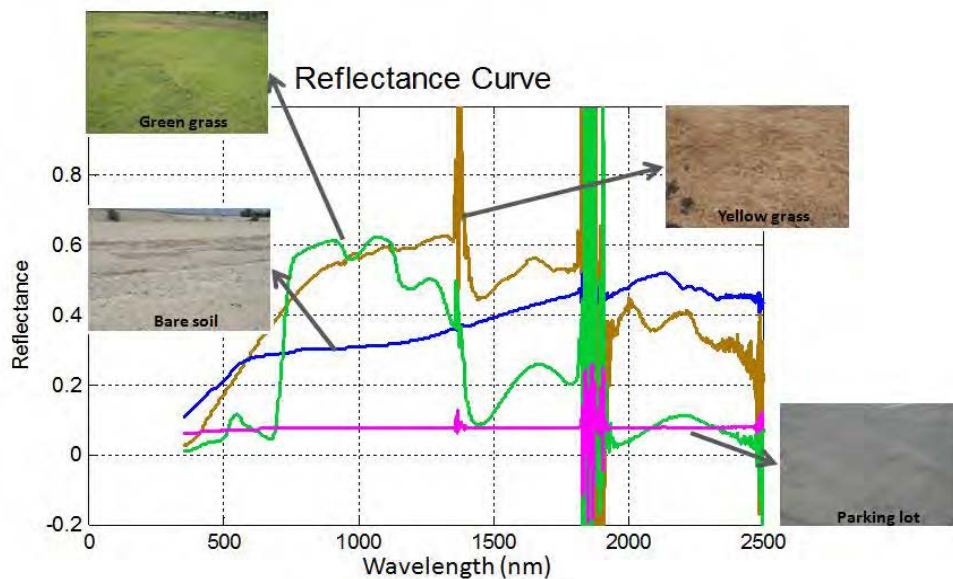 Reflectance Curve
Green grass
Yellow grass
Bare soil
Parking lot
Reflectance
0.8
0.6
0.4
0.2
0
-0.2
0
500
1000
1500
2000
2500
Wavelength (nm)